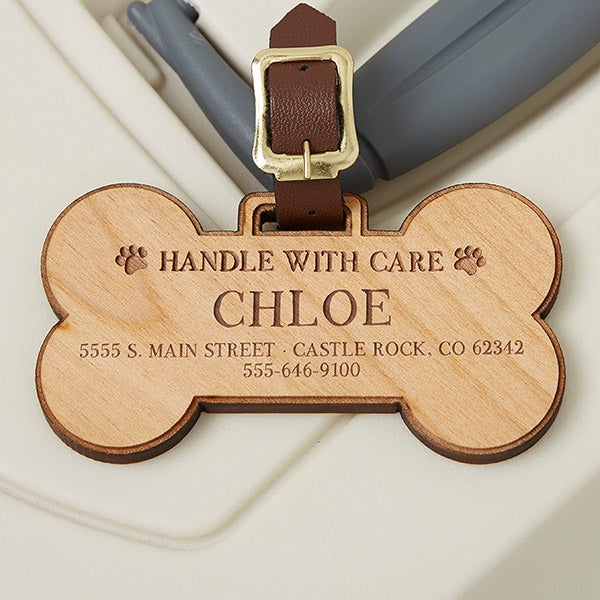 HANDLE WITH CARE
CHLOE
5555 S. MAIN STREET · CASTLE ROCK, CO 62342
555-646-9100